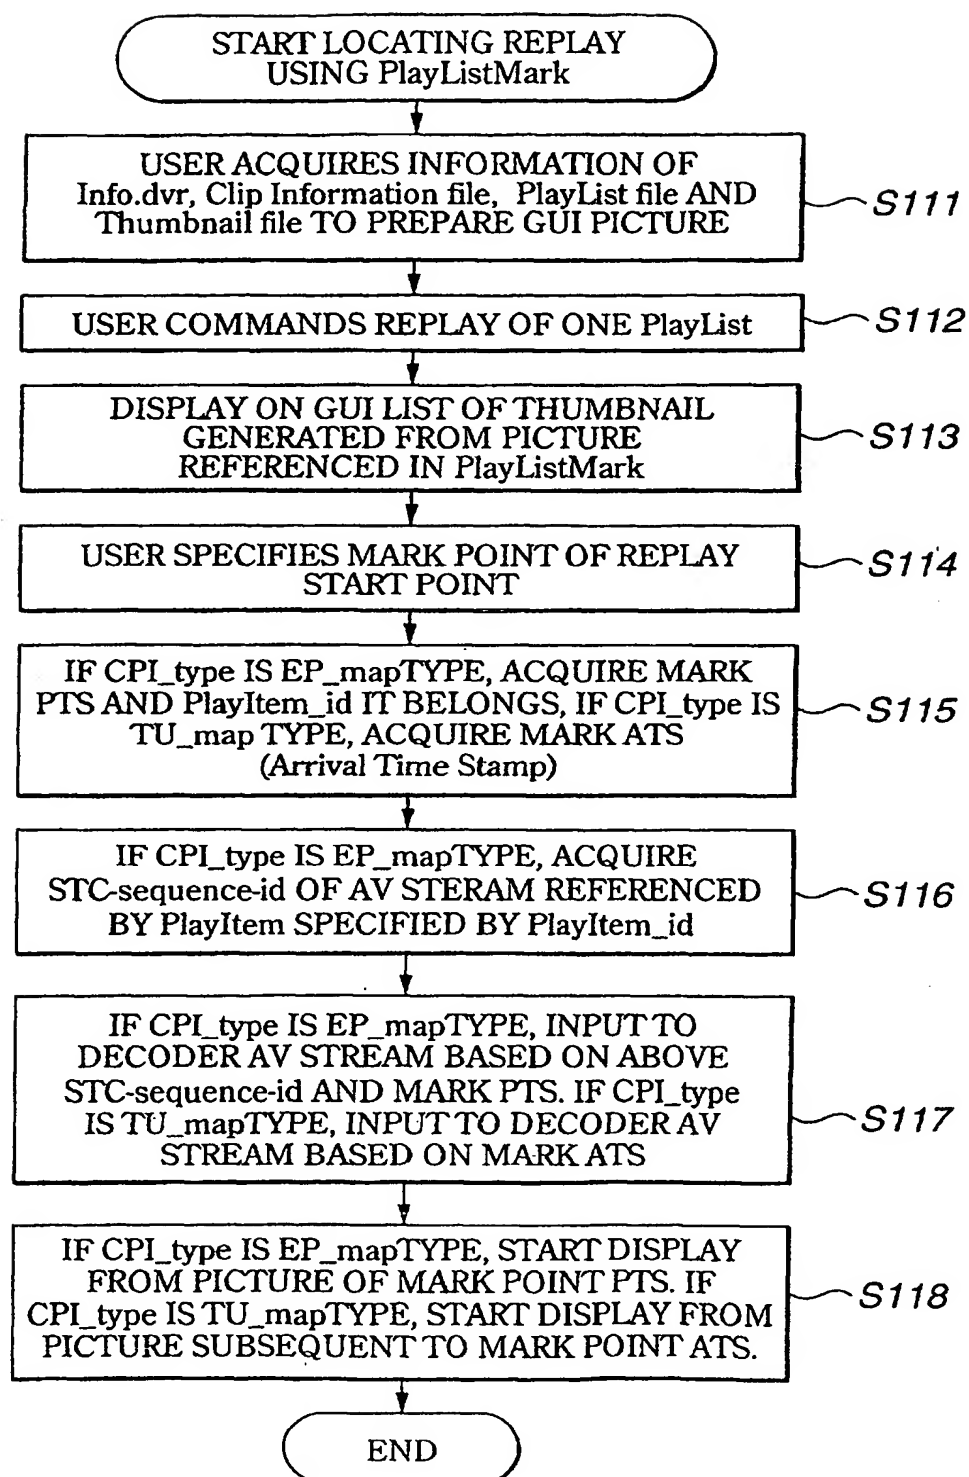 START LOCATING REPLAY
USING PlayListMark
USER ACQUIRES INFORMATION OF
Info.dvr, Clip Information file, PlayList file AND
Thumbnail file TO PREPARE GUI PICTURE
S111
USER COMMANDS REPLAY OF ONE PlayList
S112
DISPLAY ON GUI LIST OF THUMBNAIL
GENERATED FROM PICTURE
REFERENCED IN PlayListMark
S113
USER SPECIFIES MARK POINT OF REPLAY
START POINT
S114
IF CPI_type IS EP_mapTYPE, ACQUIRE MARK
PTS AND PlayItem_id IT BELONGS, IF CPI_type IS
TU_map TYPE, ACQUIRE MARK ATS
(Arrival Time Stamp)
S115
IF CPI_type IS EP_mapTYPE, ACQUIRE
STC-sequence-id OF AV STERAM REFERENCED
BY PlayItem SPECIFIED BY PlayItem_id
S116
IF CPI_type IS EP_mapTYPE, INPUT TO
DECODER AV STREAM BASED ON ABOVE
STC-sequence-id AND MARK PTS. IF CPI_type
IS TU_mapTYPE, INPUT TO DECODER AV
STREAM BASED ON MARK ATS
S117
IF CPI_type IS EP_mapTYPE, START DISPLAY
FROM PICTURE OF MARK POINT PTS. IF
CPI_type IS TU_mapTYPE, START DISPLAY FROM
PICTURE SUBSEQUENT TO MARK POINT ATS.
S118
END